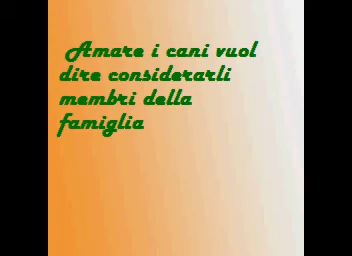 Amare i cani vuol
dire considerarli
membri della
famiglia